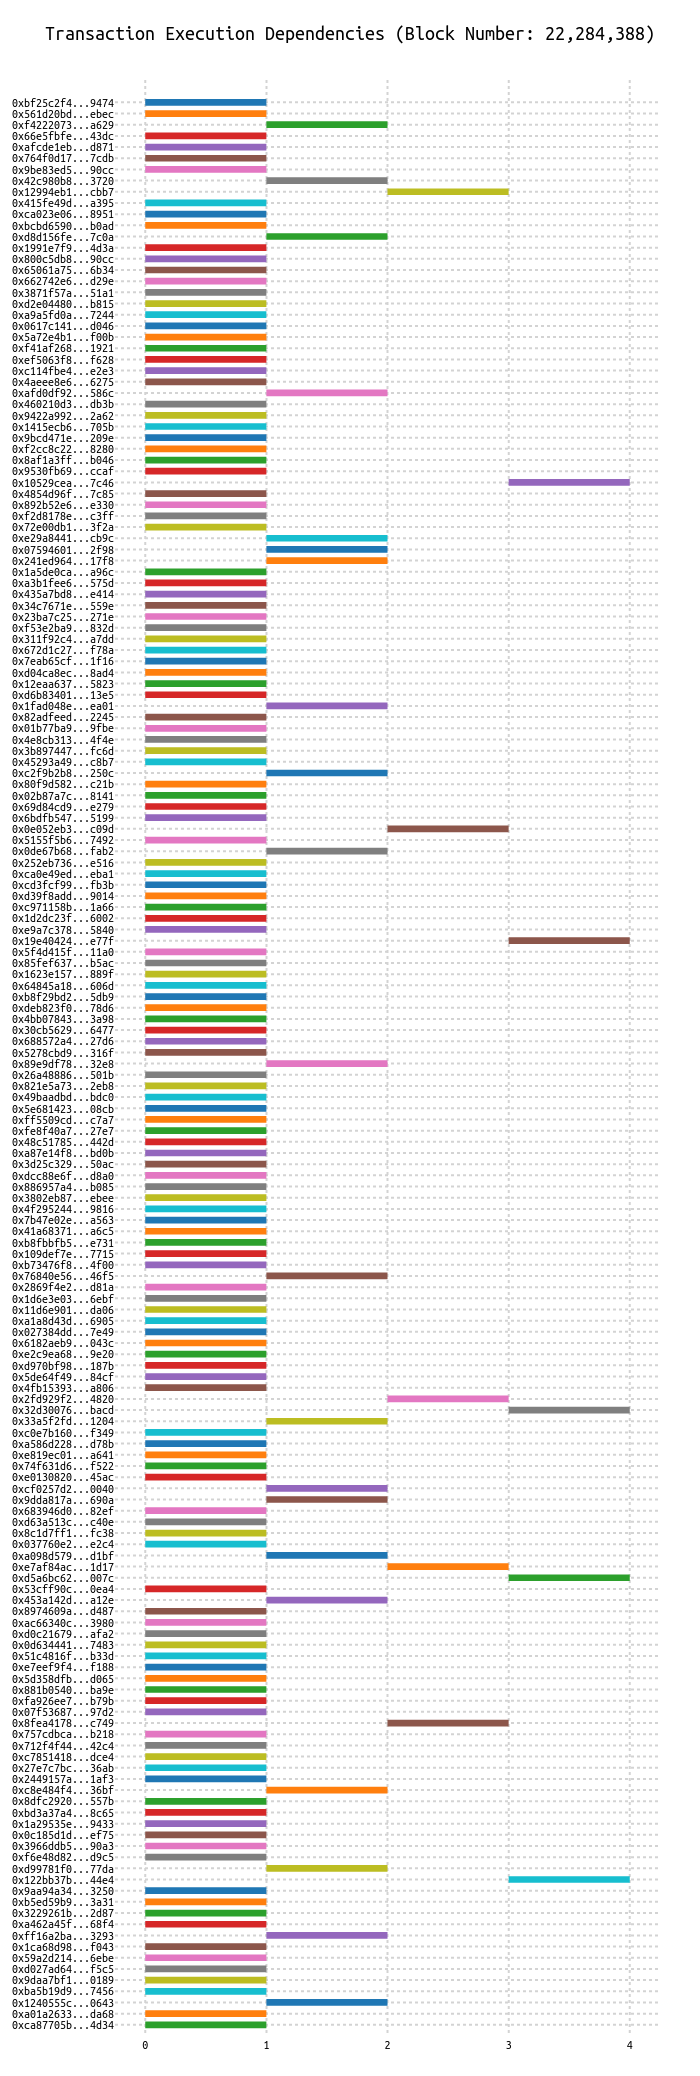 Transaction Execution Dependencies (Block Number: 22,284,388)
0xbf25c2f4...9474
0x561d20bd...ebec
0xf4222073...a629
0x66e5fbfe...43dc
0xafcde1eb...d871
0x764f0d17...7cdb
0x9be83ed5...90cc
0x42c980b8...3720
0x12994eb1...cbb7
0x415fe49d...a395
0xca023e06...8951
0xbcbd6590...b0ad
0xd8d156fe...7c0a
0x1991e7f9...4d3a
0x800c5db8...90cc
0x65061a75...6b34
0x662742e6...d29e
0x3871f57a...51a1
0xd2e04480...b815
0xa9a5fd0a...7244
0x0617c141...d046
0x5a72e4b1...f00b
0xf41af268...1921
0xef5063f8...f628
0xc114fbe4...e2e3
0x4aeee8e6...6275
0xafd0df92...586c
0x460210d3...db3b
0x9422a992...2a62
0x1415ecb6...705b
0x9bcd471e...209e
0xf2cc8c22...8280
0x8af1a3ff...b046
0x9530fb69...ccaf
0x10529cea...7c46
0x4854d96f...7c85
0x892b52e6...e330
0xf2d8178e...c3ff
0x72e00db1...3f2a
0xe29a8441...cb9c
0x07594601...2f98
0x241ed964...17f8
0x1a5de0ca...a96c
0xa3b1fee6...575d
0x435a7bd8...e414
0x34c7671e...559e
0x23ba7c25...271e
0xf53e2ba9...832d
0x311f92c4...a7dd
0x672d1c27...f78a
0x7eab65cf...1f16
0xd04ca8ec...8ad4
0x12eaa637...5823
0xd6b83401...13e5
0x1fad048e...ea01
0x82adfeed...2245
0x01b77ba9...9fbe
0x4e8cb313...4f4e
0x3b897447...fc6d
0x45293a49...c8b7
0xc2f9b2b8...250c
0x80f9d582...c21b
0x02b87a7c...8141
0x69d84cd9...e279
0x6bdfb547...5199
0x0e052eb3...c09d
0x5155f5b6...7492
0x0de67b68...fab2
0x252eb736...e516
0xca0e49ed...eba1
0xcd3fcf99...fb3b
0xd39f8add...9014
0xc971158b...1a66
0x1d2dc23f...6002
0xe9a7c378...5840
0x19e40424...e77f
0x5f4d415f...11a0
0x85fef637...b5ac
0x1623e157...889f
0x64845a18...606d
0xb8f29bd2...5db9
0xdeb823f0...78d6
0x4bb07843...3a98
0x30cb5629...6477
0x688572a4...27d6
0x5278cbd9...316f
0x89e9df78...32e8
0x26a48886...501b
0x821e5a73...2eb8
0x49baadbd...bdc0
0x5e681423...08cb
0xff5509cd...c7a7
0xfe8f40a7...27e7
0x48c51785...442d
0xa87e14f8...bd0b
0x3d25c329...50ac
0xdcc88e6f...d8a0
0x886957a4...b085
0x3802eb87...ebee
0x4f295244...9816
0x7b47e02e...a563
0x41a68371...a6c5
0xb8fbbfb5...e731
0x109def7e...7715
0xb73476f8...4f00
0x76840e56...46f5
0x2869f4e2...d81a
0x1d6e3e03...6ebf
0x11d6e901...da06
0xa1a8d43d...6905
0x027384dd...7e49
0x6182aeb9...043c
0xe2c9ea68...9e20
0xd970bf98...187b
0x5de64f49...84cf
0x4fb15393...a806
0x2fd929f2...4820
0x32d30076...bacd
0x33a5f2fd...1204
0xc0e7b160...f349
0xa586d228...d78b
0xe819ec01...a641
0x74f631d6...f522
0xe0130820...45ac
0xcf0257d2...0040
0x9dda817a...690a
0x683946d0...82ef
0xd63a513c...c40e
0x8c1d7ff1...fc38
0x037760e2...e2c4
0xa098d579...d1bf
0xe7af84ac...1d17
0xd5a6bc62...007c
0x53cff90c...0ea4
0x453a142d...a12e
0x8974609a...d487
0xac66340c...3980
0xd0c21679...afa2
0x0d634441...7483
0x51c4816f...b33d
0xe7eef9f4...f188
0x5d358dfb...d065
0x881b0540...ba9e
0xfa926ee7...b79b
0x07f53687...97d2
0x8fea4178...c749
0x757cdbca...b218
0x712f4f44...42c4
0xc7851418...dce4
0x27e7c7bc...36ab
0x2449157a...1af3
0xc8e484f4...36bf
0x8dfc2920...557b
0xbd3a37a4...8c65
0x1a29535e...9433
0x0c185d1d...ef75
0x3966ddb5...90a3
0xf6e48d82...d9c5
0xd99781f0...77da
0x122bb37b...44e4
0x9aa94a34...3250
0xb5ed59b9...3a31
0x3229261b...2d87
0xa462a45f...68f4
0xff16a2ba...3293
0x1ca68d98...f043
0x59a2d214...6ebe
0xd027ad64...f5c5
0x9daa7bf1...0189
0xba5b19d9...7456
0x1240555c...0643
0xa01a2633...da68
0xca87705b...4d34
0 1 2 3 4